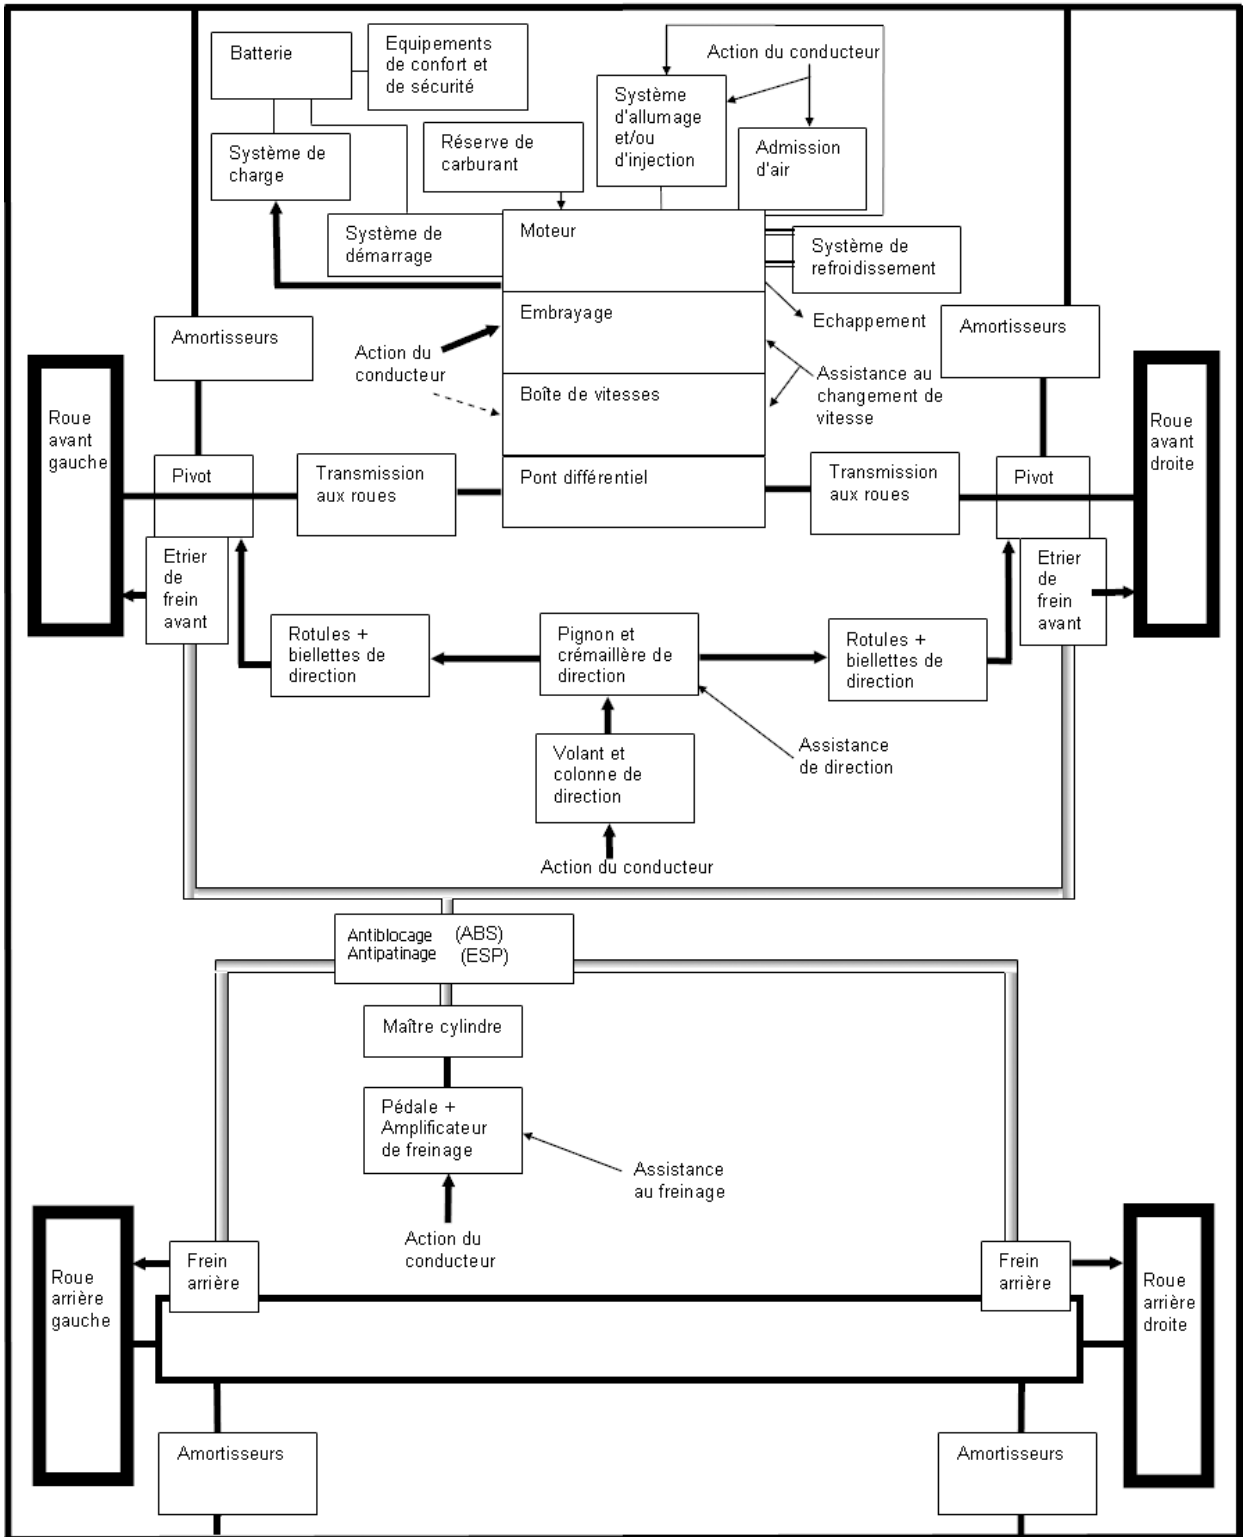 Batterie
Equipements
de confort et
de sécurité
Action du conducteur
Système
d'allumage
et/ou
d'injection
Réserve de
carburant
Admission
d'air
Système de
charge
Système de
démarrage
Moteur
Système de
refroidissement
Embrayage
Echappement
Amortisseurs
Amortisseurs
Action du
conducteur
Assistance au
changement de
vitesse
Boîte de vitesses
Roue
avant
gauche
Roue
avant
droite
Pivot
Transmission
aux roues
Pont différentiel
Transmission
aux roues
Pivot
Etrier
de
frein
avant
Etrier
de
frein
avant
Rotules +
biellettes de
direction
Pignon et
crémaillère de
direction
Rotules +
biellettes de
direction
Volant et
colonne de
direction
Assistance
de direction
Action du conducteur
Antiblocage (ABS)
Antipatinage (ESP)
Maître cylindre
Pédale +
Amplificateur
de freinage
Assistance
au freinage
Action du
conducteur
Roue
arrière
gauche
Frein
arrière
Frein
arrière
Roue
arrière
droite
Amortisseurs
Amortisseurs